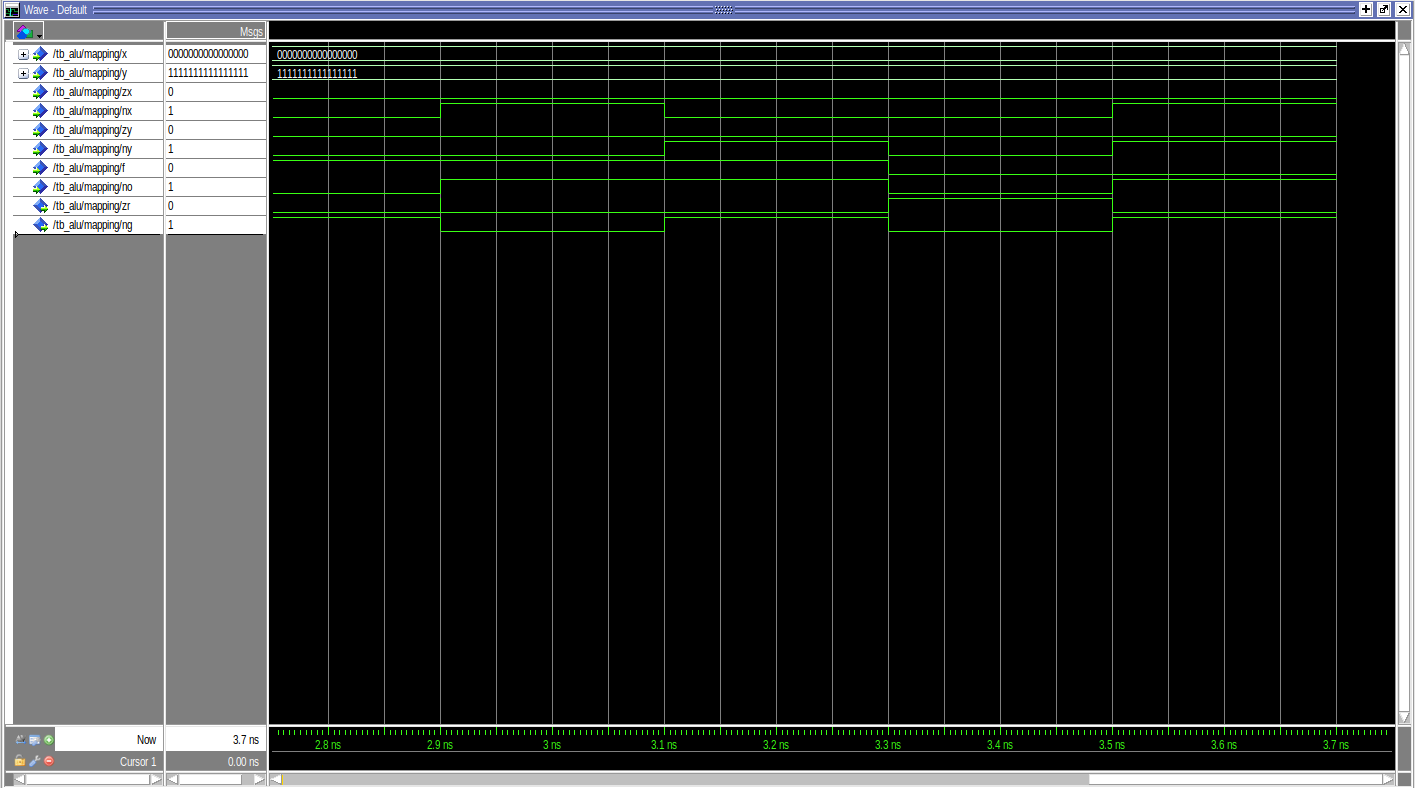 Wave - Default
Msgs
/tb_alu/mapping/x 0000000000000000 0000000000000000
/tb_alu/mapping/y 1111111111111111 1111111111111111
/tb_alu/mapping/zx 0
/tb_alu/mapping/nx 1
/tb_alu/mapping/zy 0
/tb_alu/mapping/ny 1
/tb_alu/mapping/f 0
/tb_alu/mapping/no 1
/tb_alu/mapping/zr 0
/tb_alu/mapping/ng 1
Now 3.7 ns 2.8 ns 2.9 ns 3 ns 3.1 ns 3.2 ns 3.3 ns 3.4 ns 3.5 ns 3.6 ns 3.7 ns
Cursor 1 0.00 ns